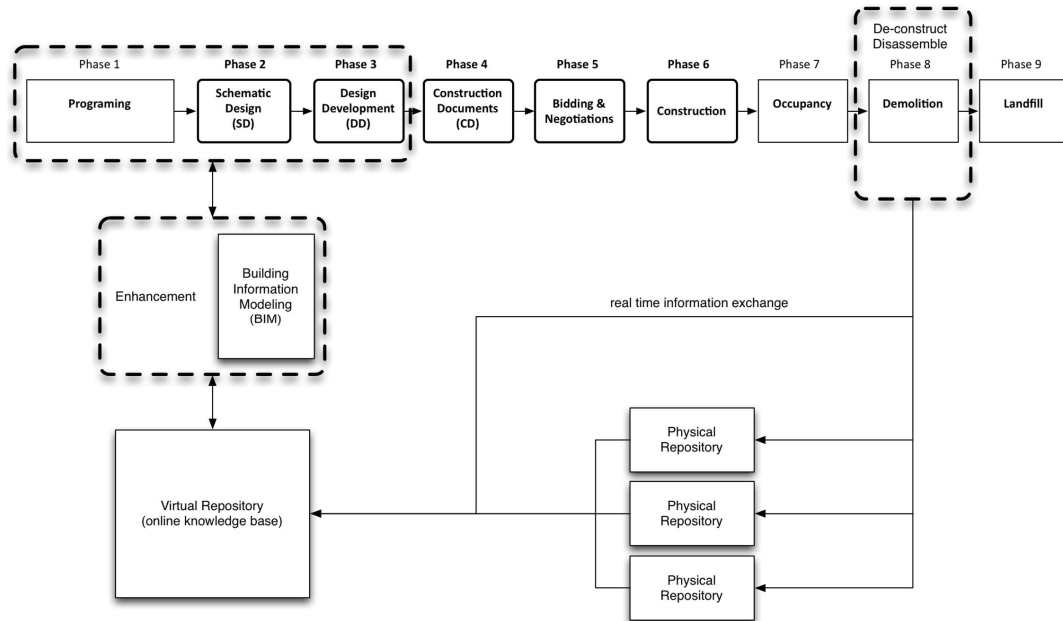 De-construct
Disassemble
Phase 1
Phase 2
Phase 3
Phase 4
Phase 5
Phase 6
Phase 7
Phase 8
Phase 9
Programing
Schematic
Design
(SD)
Design
Development
(DD)
Construction
Documents
(CD)
Bidding &
Negotiations
Construction
Occupancy
Demolition
Landfill
Enhancement
Building
Information
Modeling
(BIM)
real time information exchange
Virtual Repository
(online knowledge base)
Physical
Repository
Physical
Repository
Physical
Repository